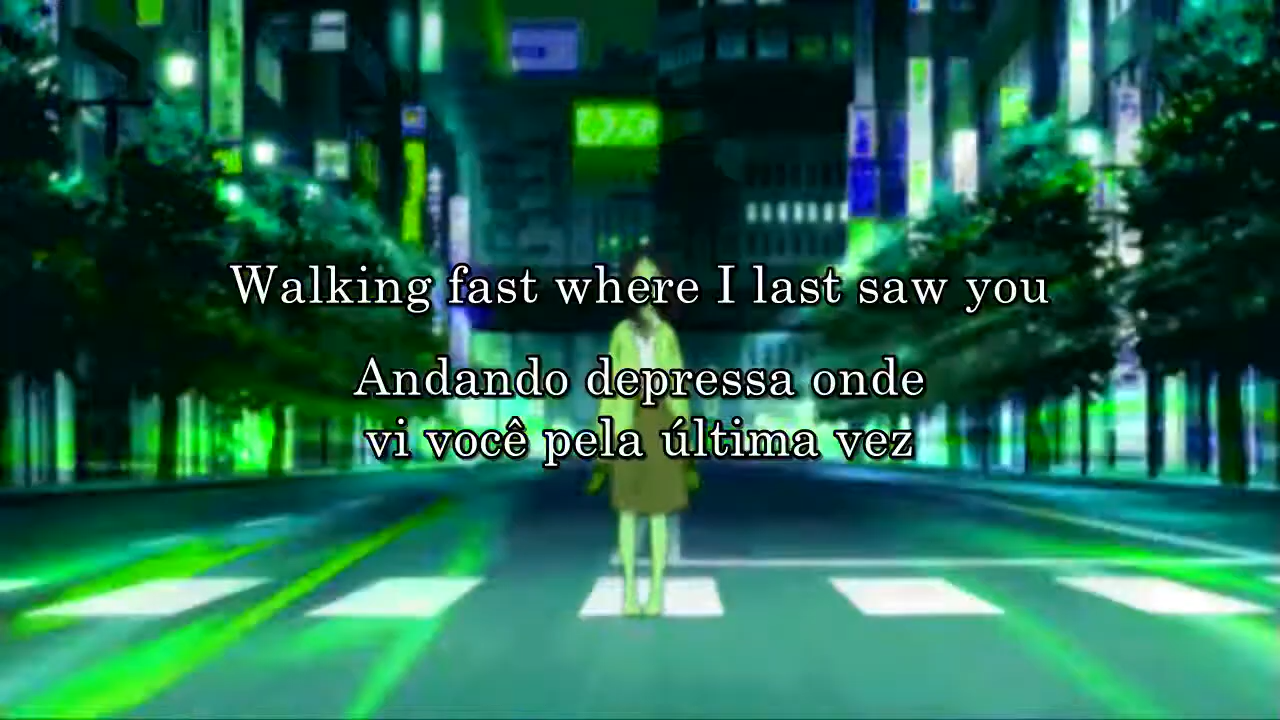 Walking fast where I last saw you
Andando depressa onde
vi você pela última vez